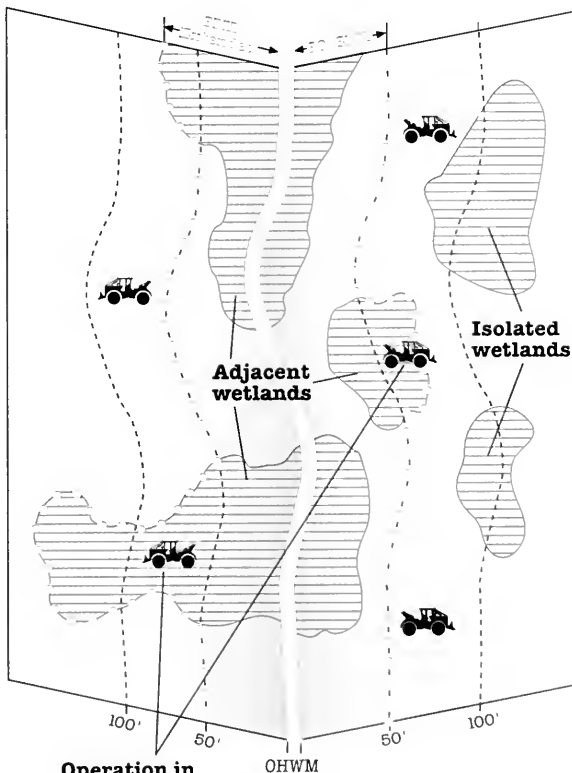 Isolated
wetlands
Adjacent
wetlands
100'
50'
50'
100'
OHWM
Operation in